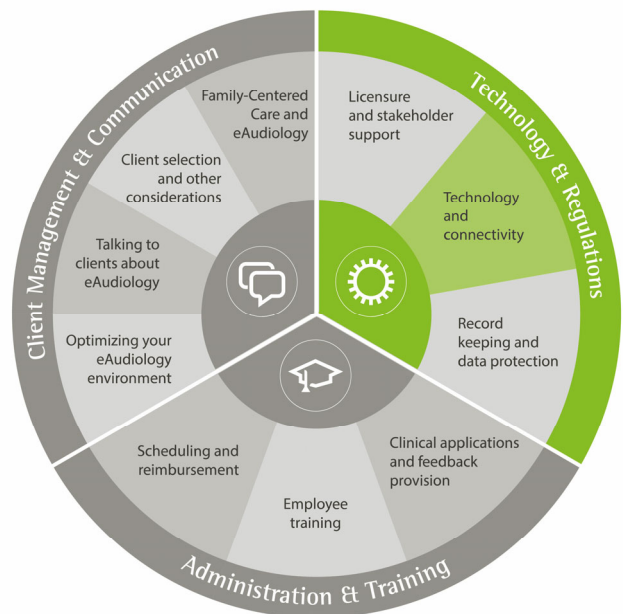 Client Management & Communication
Technology & Regulations
Administration & Training
Family-Centered
Care and
eAudiology
Client selection
and other
considerations
Talking to
clients about
eAudiology
Optimizing your
eAudiology
environment
Licensure
and stakeholder
support
Technology
and
connectivity
Record
keeping and
data protection
Clinical applications
and feedback
provision
Employee
training
Scheduling and
reimbursement